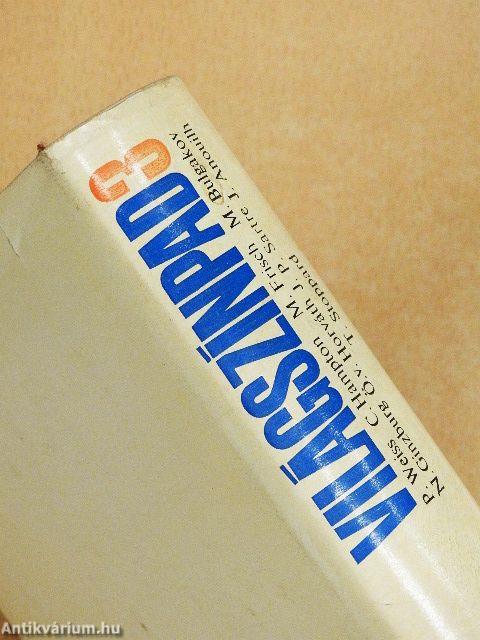 VILÁGSZÍNPAD 3
P. Weiss C. Hampton M. Frisch M. Bulgakov
N. Ginzburg Ö.v. Horváth J. P. Sartre J. Anouilh
T. Stoppard
Antikvárium.hu